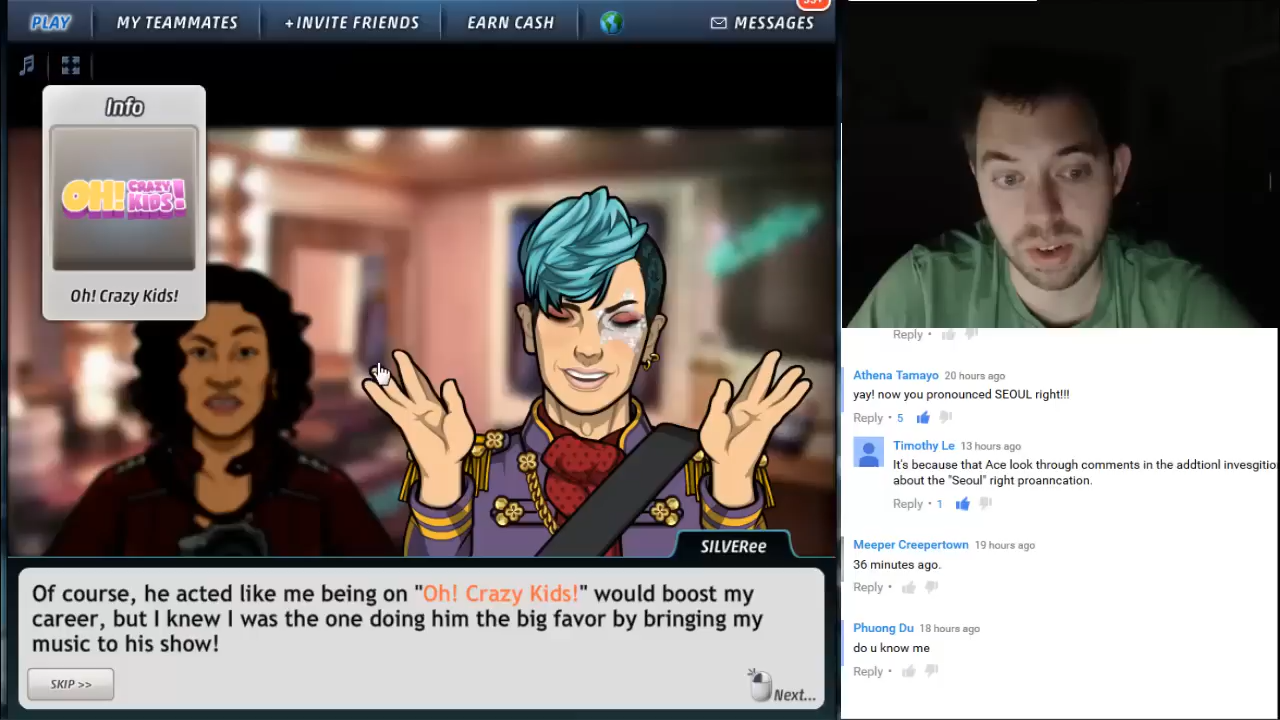 PLAY
MY TEAMMATES
+INVITE FRIENDS
EARN CASH
MESSAGES
Info
OH! CRAZY KIDS!
Oh! Crazy Kids!
SILVERee
Of course, he acted like me being on "Oh! Crazy Kids!" would boost my
career, but I knew I was the one doing him the big favor by bringing my
music to his show!
SKIP >>
Next...
Reply •
Athena Tamayo 20 hours ago
yay! now you pronounced SEOUL right!!!
Reply • 5
Timothy Le 13 hours ago
It's because that Ace look through comments in the addtionl invesgitio
about the "Seoul" right proanncation.
Reply • 1
Meeper Creepertown 19 hours ago
36 minutes ago.
Reply •
Phuong Du 18 hours ago
do u know me
Reply •